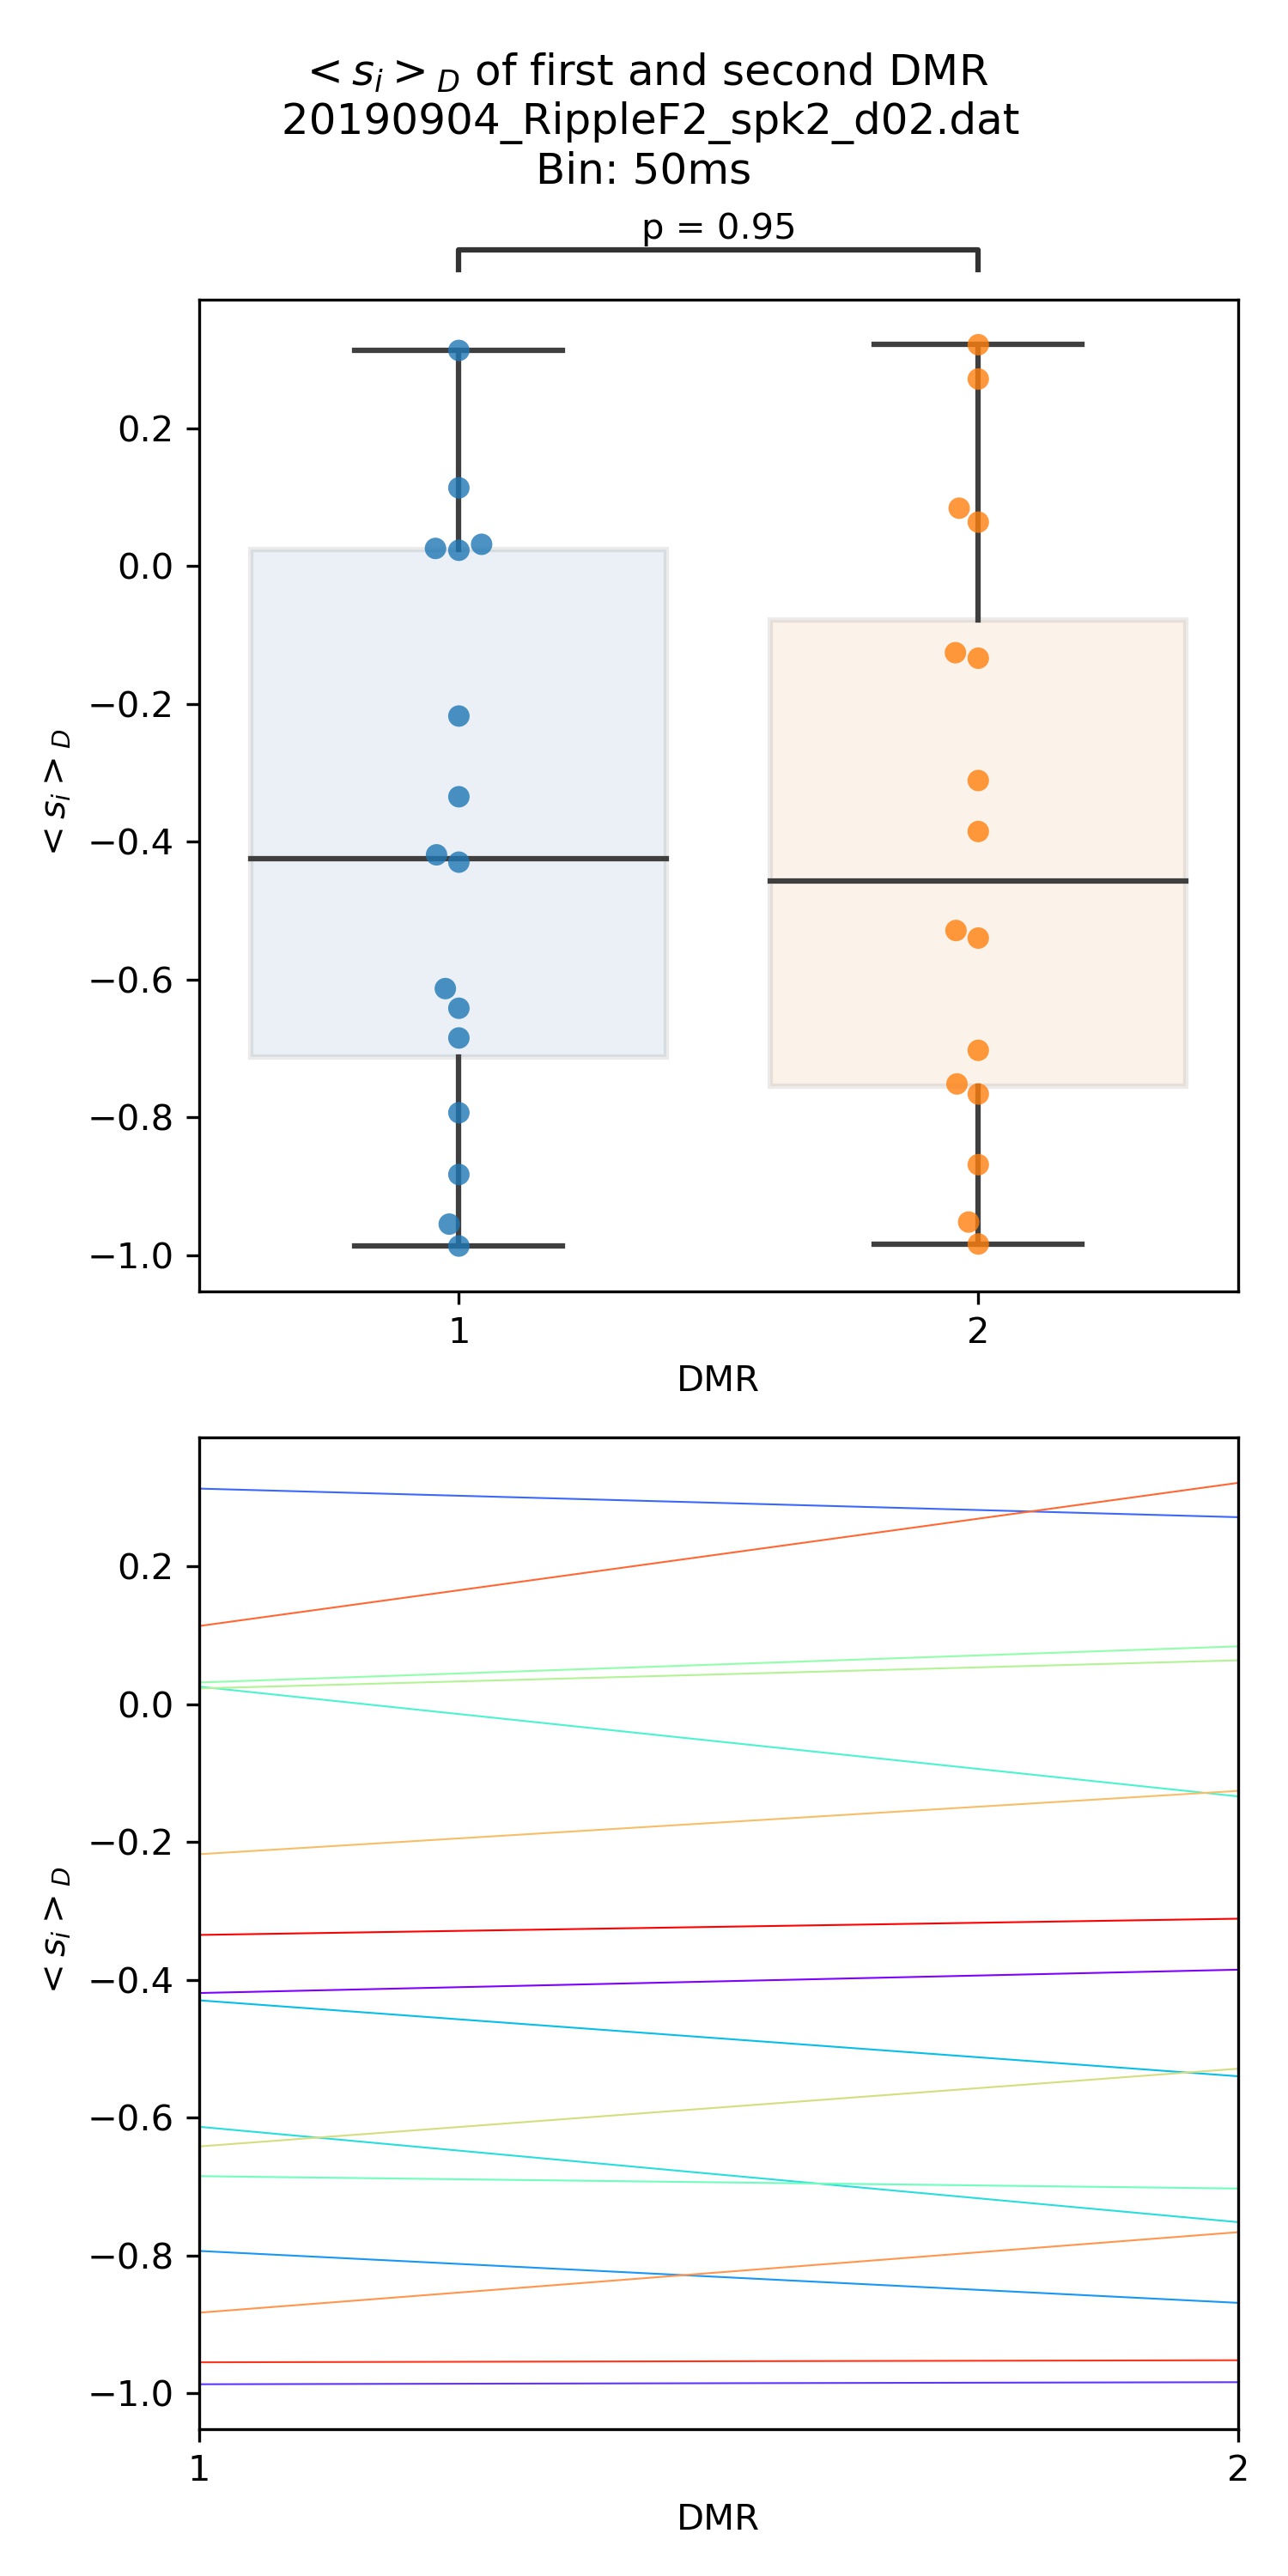 < s_i >_D of first and second DMR
20190904_RippleF2_spk2_d02.dat
Bin: 50ms
p = 0.95
0.2
0.0
−0.2
−0.4
−0.6
−0.8
−1.0
< s_i >_D
1
2
DMR
0.2
0.0
−0.2
−0.4
−0.6
−0.8
−1.0
< s_i >_D
1
2
DMR